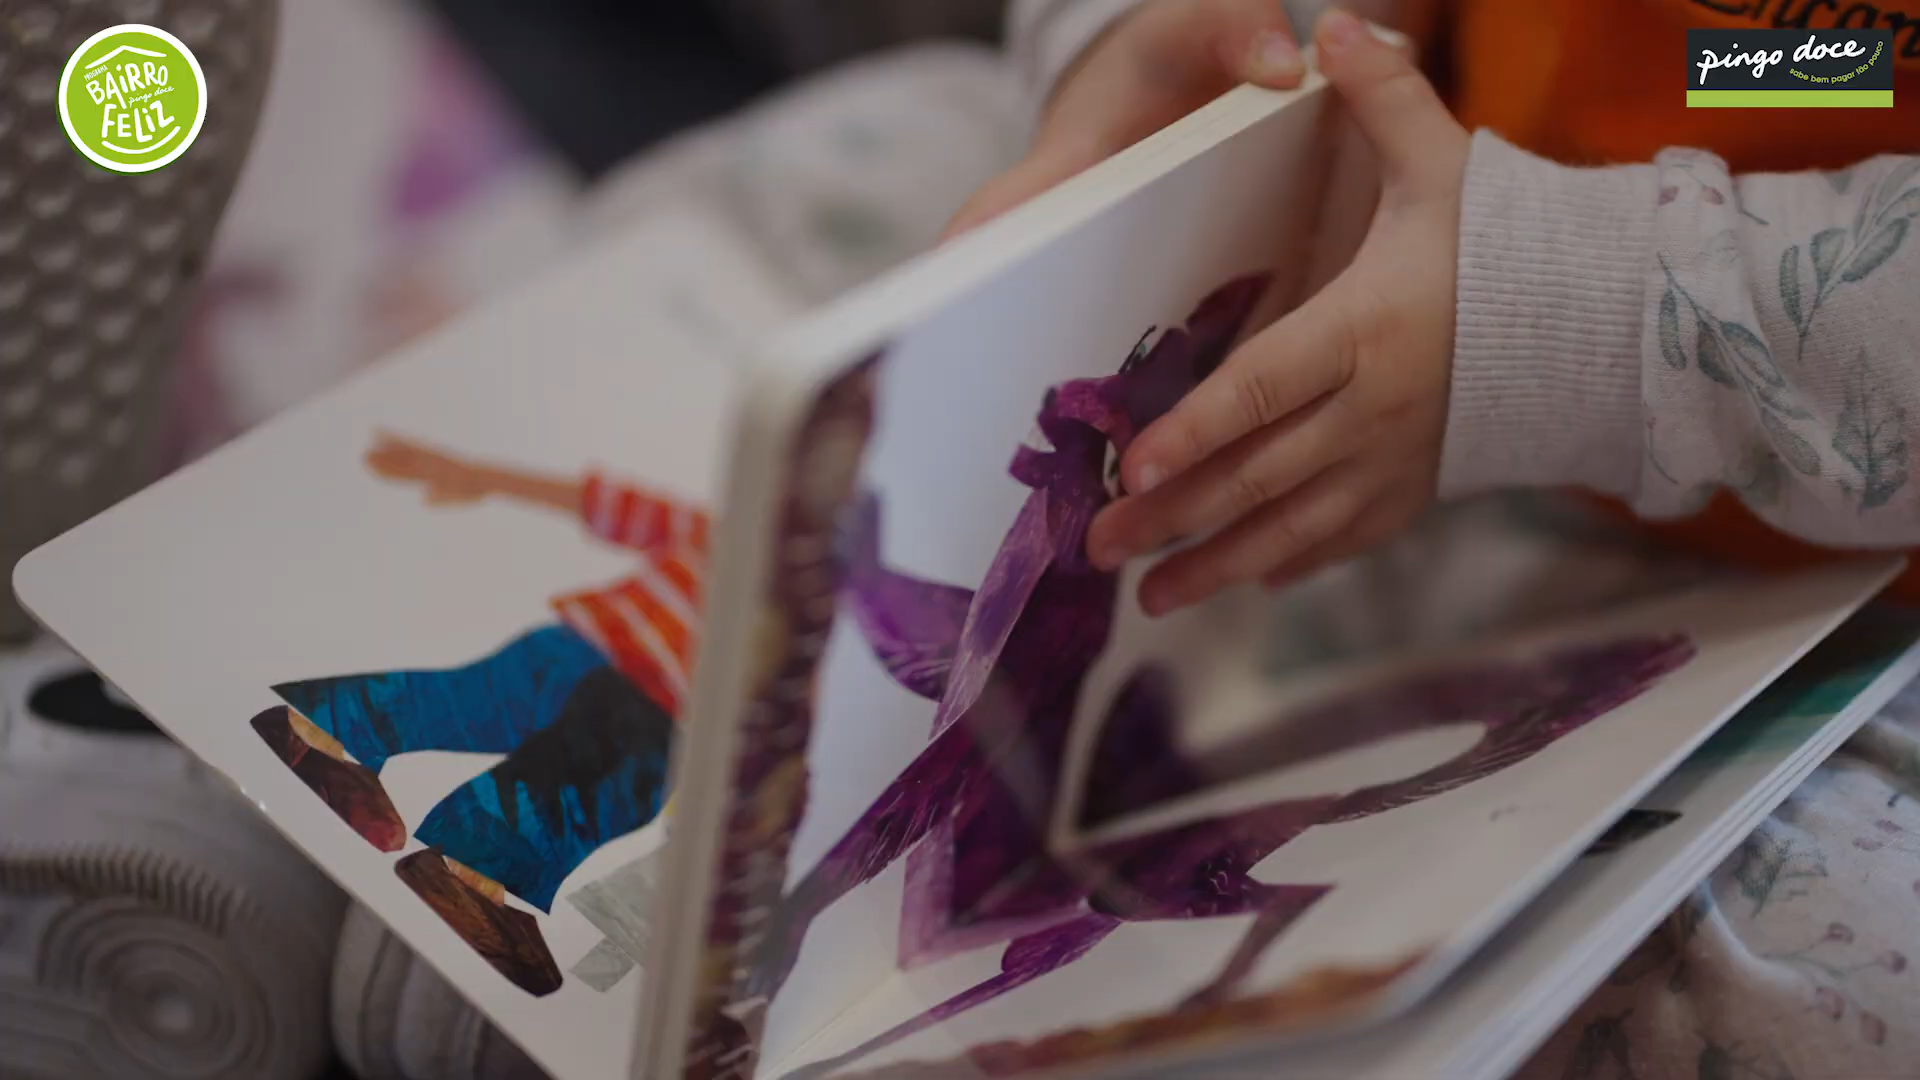 PROGRAMA
BAIRRO
pingo doce
FELIZ
pingo doce
sabe bem pagar tão pouco